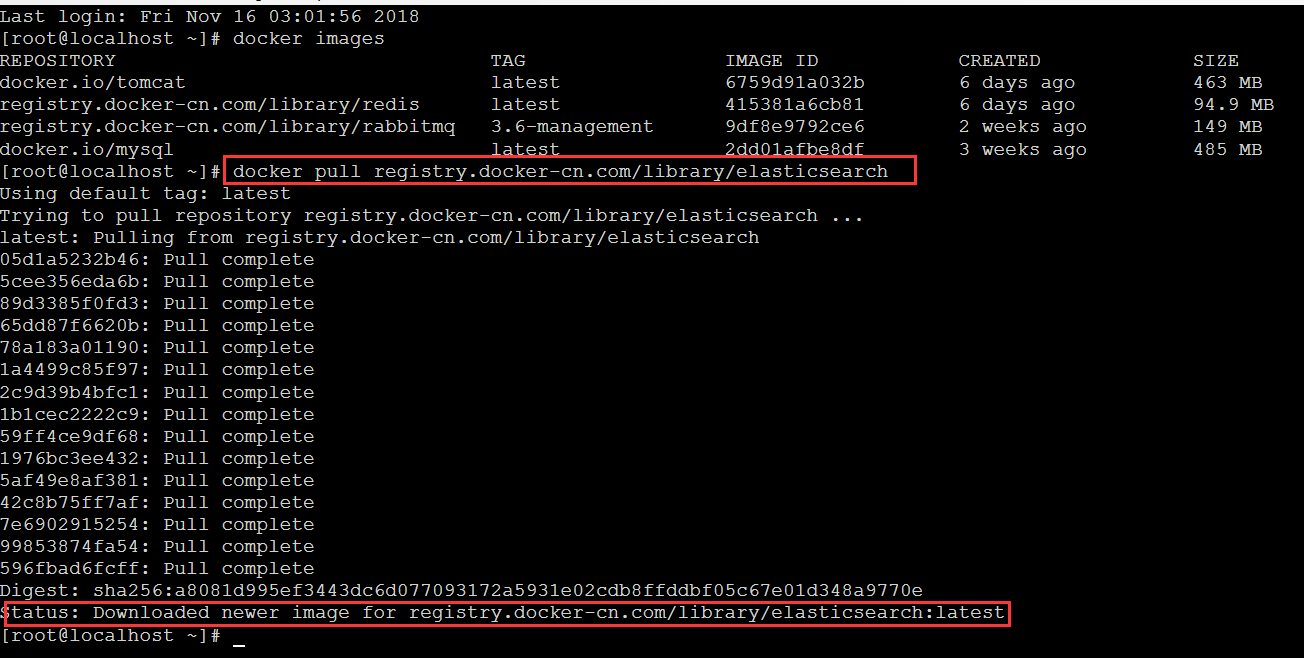 Last login: Fri Nov 16 03:01:56 2018
[root@localhost ~]# docker images
REPOSITORY TAG IMAGE ID CREATED SIZE
docker.io/tomcat latest 6759d91a032b 6 days ago 463 MB
registry.docker-cn.com/library/redis latest 415381a6cb81 6 days ago 94.9 MB
registry.docker-cn.com/library/rabbitmq 3.6-management 9df8e9792ce6 2 weeks ago 149 MB
docker.io/mysql latest 2dd01afbe8df 3 weeks ago 485 MB
[root@localhost ~]# docker pull registry.docker-cn.com/library/elasticsearch
Using default tag: latest
Trying to pull repository registry.docker-cn.com/library/elasticsearch ...
latest: Pulling from registry.docker-cn.com/library/elasticsearch
05d1a5232b46: Pull complete
5cee356eda6b: Pull complete
89d3385f0fd3: Pull complete
65dd87f6620b: Pull complete
78a183a01190: Pull complete
1a4499c85f97: Pull complete
2c9d39b4bfc1: Pull complete
1b1cec2222c9: Pull complete
59ff4ce9df68: Pull complete
1976bc3ee432: Pull complete
5af49e8af381: Pull complete
42c8b75ff7af: Pull complete
7e6902915254: Pull complete
99853874fa54: Pull complete
596fbad6fcff: Pull complete
Digest: sha256:a8081d995ef3443dc6d077093172a5931e02cdb8ffddbf05c67e01d348a9770e
Status: Downloaded newer image for registry.docker-cn.com/library/elasticsearch:latest
[root@localhost ~]# _